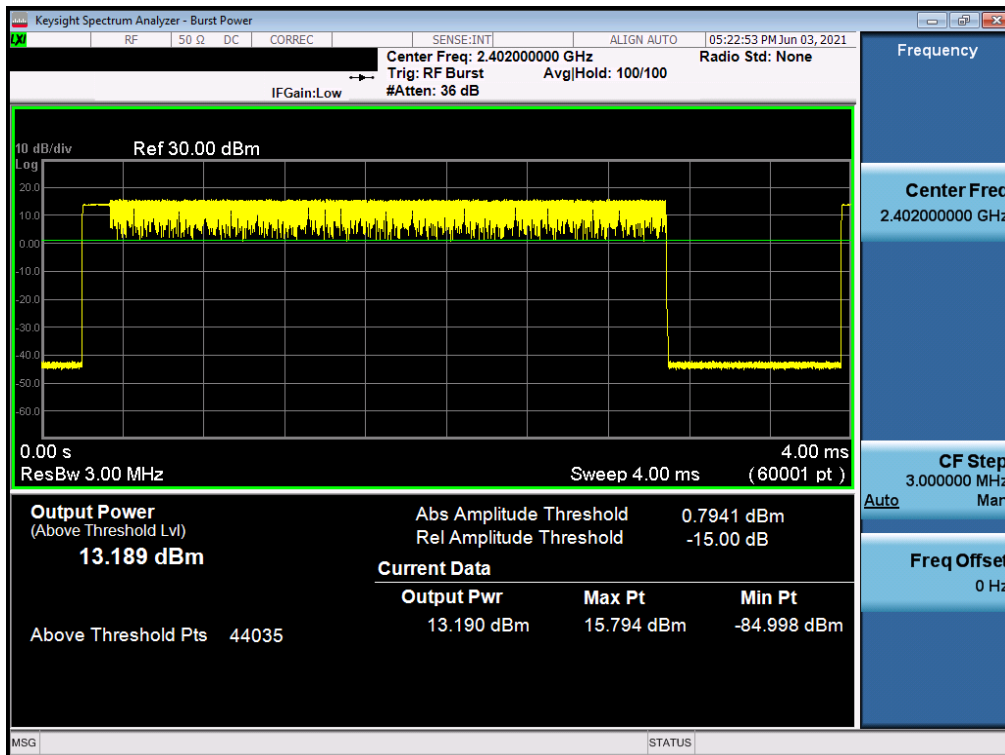 Keysight Spectrum Analyzer - Burst Power
LXI RF 50 Ω DC CORREC SENSE:INT ALIGN AUTO 05:22:53 PM Jun 03, 2021
Center Freq: 2.402000000 GHz Radio Std: None
Trig: RF Burst Avg|Hold: 100/100
IFGain:Low #Atten: 36 dB
Frequency
10 dB/div Ref 30.00 dBm
Log
20.0
10.0
0.00
-10.0
-20.0
-30.0
-40.0
-50.0
-60.0
0.00 s 4.00 ms
ResBw 3.00 MHz Sweep 4.00 ms (60001 pt)
Center Freq
2.402000000 GHz
CF Step
3.000000 MHz
Auto Man
Freq Offset
0 Hz
Output Power
(Above Threshold Lvl)
13.189 dBm
Above Threshold Pts 44035
Abs Amplitude Threshold 0.7941 dBm
Rel Amplitude Threshold -15.00 dB
Current Data
Output Pwr Max Pt Min Pt
13.190 dBm 15.794 dBm -84.998 dBm
MSG STATUS